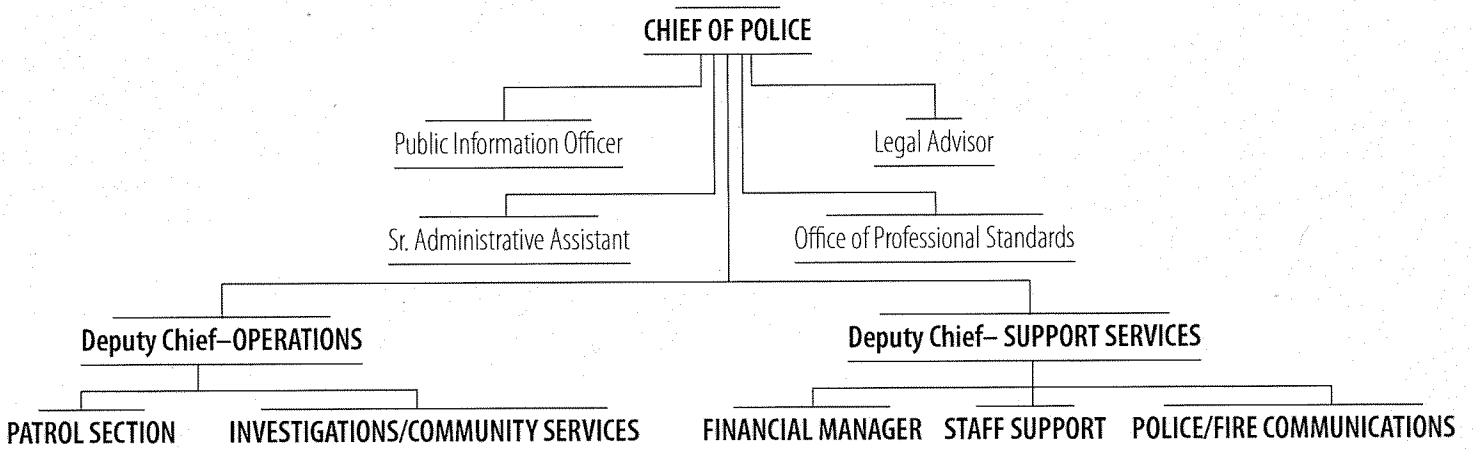 CHIEF OF POLICE
Public Information Officer
Legal Advisor
Sr. Administrative Assistant
Office of Professional Standards
Deputy Chief–OPERATIONS
Deputy Chief– SUPPORT SERVICES
PATROL SECTION
INVESTIGATIONS/COMMUNITY SERVICES
FINANCIAL MANAGER
STAFF SUPPORT
POLICE/FIRE COMMUNICATIONS